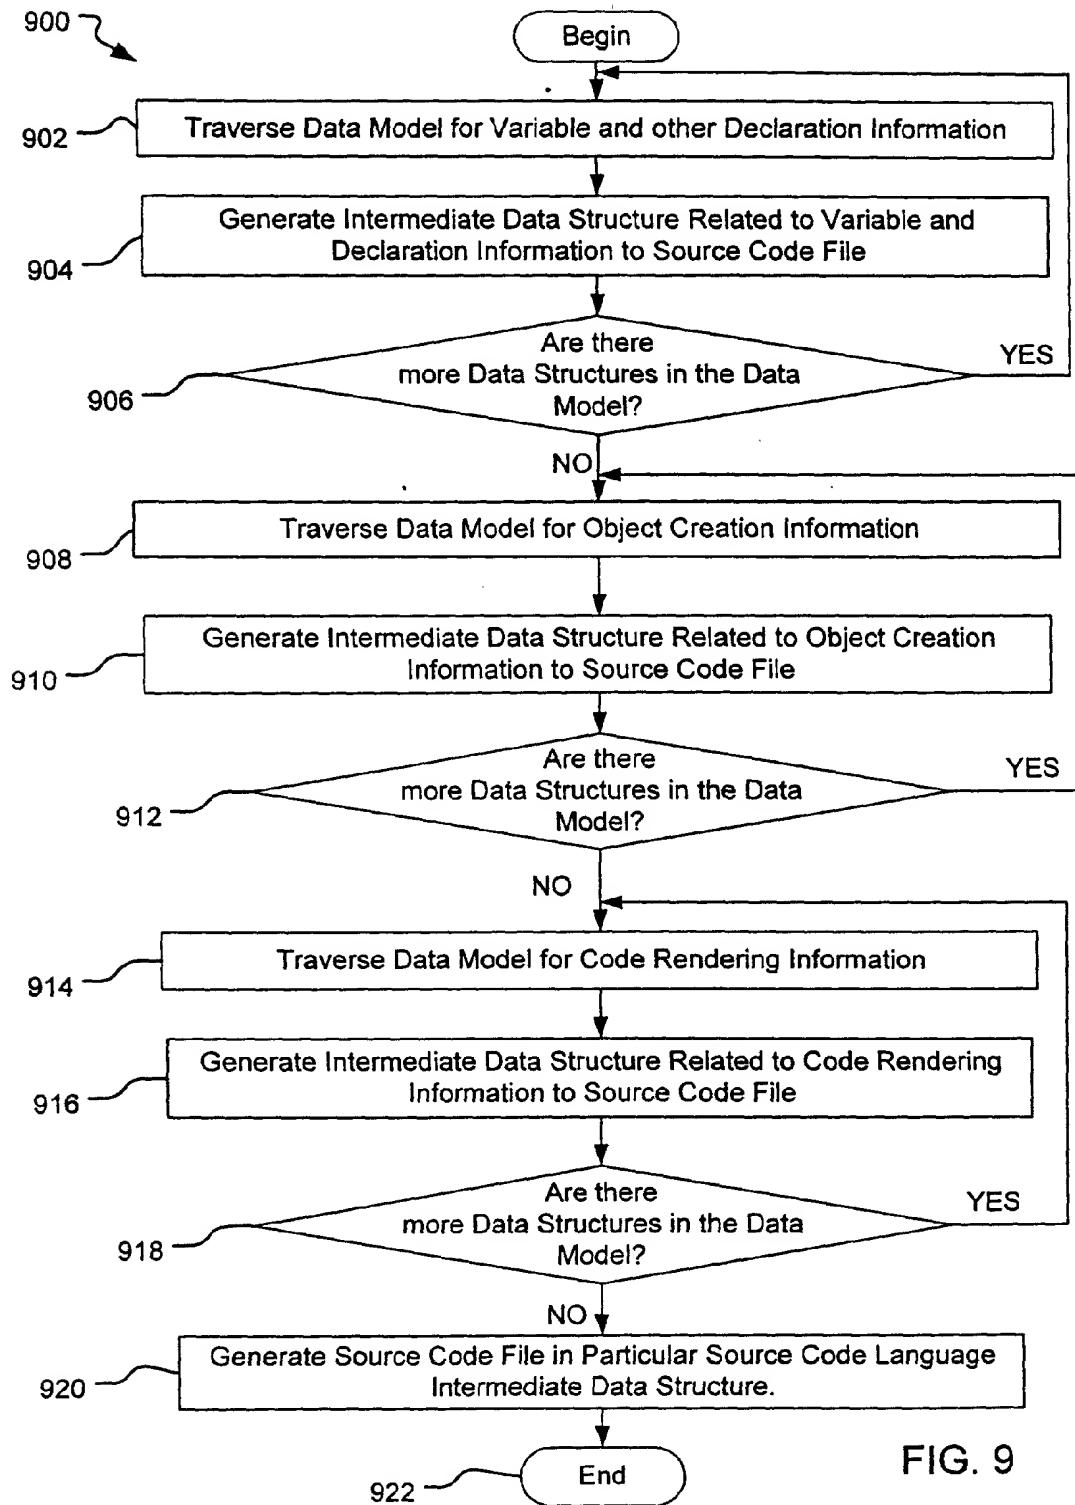 900
Begin
902
Traverse Data Model for Variable and other Declaration Information
Generate Intermediate Data Structure Related to Variable and
Declaration Information to Source Code File
904
Are there
more Data Structures in the Data
Model?
YES
906
NO
Traverse Data Model for Object Creation Information
908
Generate Intermediate Data Structure Related to Object Creation
Information to Source Code File
910
Are there
more Data Structures in the Data
Model?
YES
912
NO
Traverse Data Model for Code Rendering Information
914
Generate Intermediate Data Structure Related to Code Rendering
Information to Source Code File
916
Are there
more Data Structures in the Data
Model?
YES
918
NO
Generate Source Code File in Particular Source Code Language
Intermediate Data Structure.
920
End
922
FIG. 9